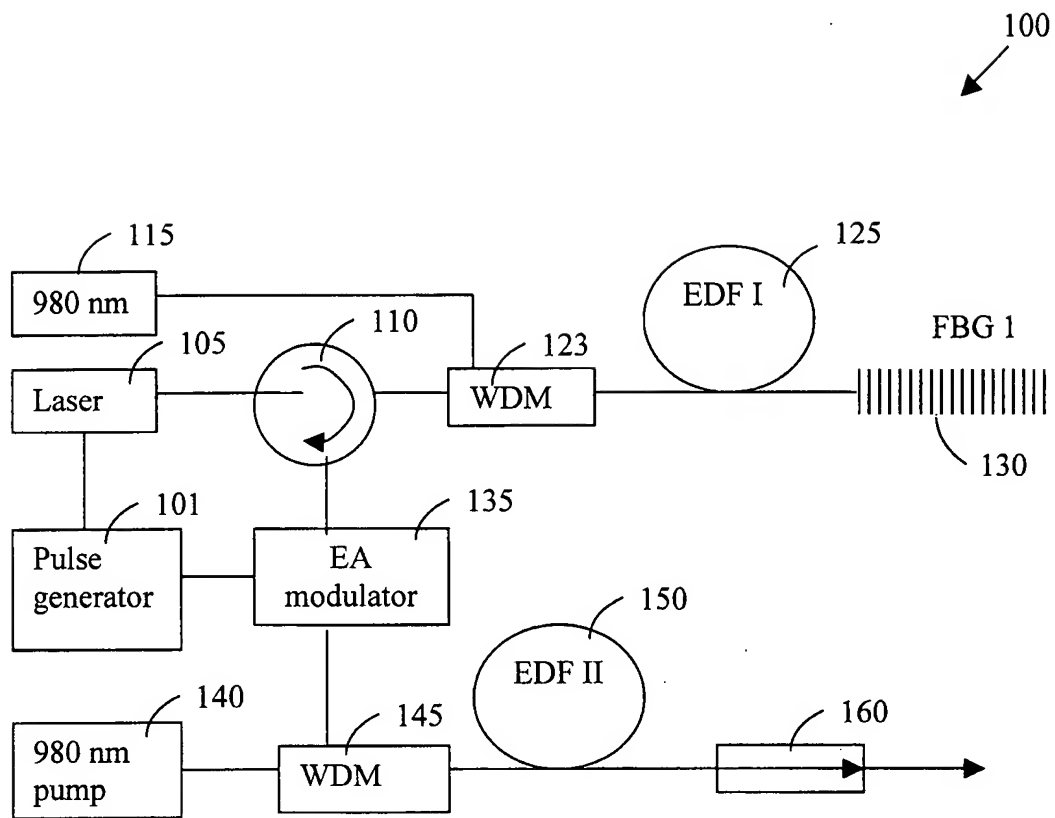 100
115
980 nm
125
EDF I
110
FBG 1
105
123
Laser
WDM
130
101
135
Pulse
generator
EA
modulator
150
EDF II
140
145
160
980 nm
pump
WDM